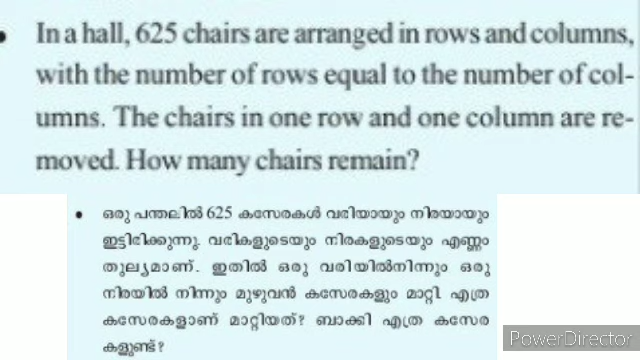 • In a hall, 625 chairs are arranged in rows and columns,
with the number of rows equal to the number of col-
umns. The chairs in one row and one column are re-
moved. How many chairs remain?
• ഒരു പന്തലിൽ 625 കസേരകൾ വരിയായും നിരയായും
ഇട്ടിരിക്കുന്നു. വരികളുടെയും നിരകളുടെയും എണ്ണം
തുല്യമാണ്. ഇതിൽ ഒരു വരിയിൽനിന്നും ഒരു
നിരയിൽ നിന്നും മുഴുവൻ കസേരകളും മാറ്റി. എത്ര
കസേരകളാണ് മാറ്റിയത്? ബാക്കി എത്ര കസേര
കളുണ്ട്?
PowerDirector